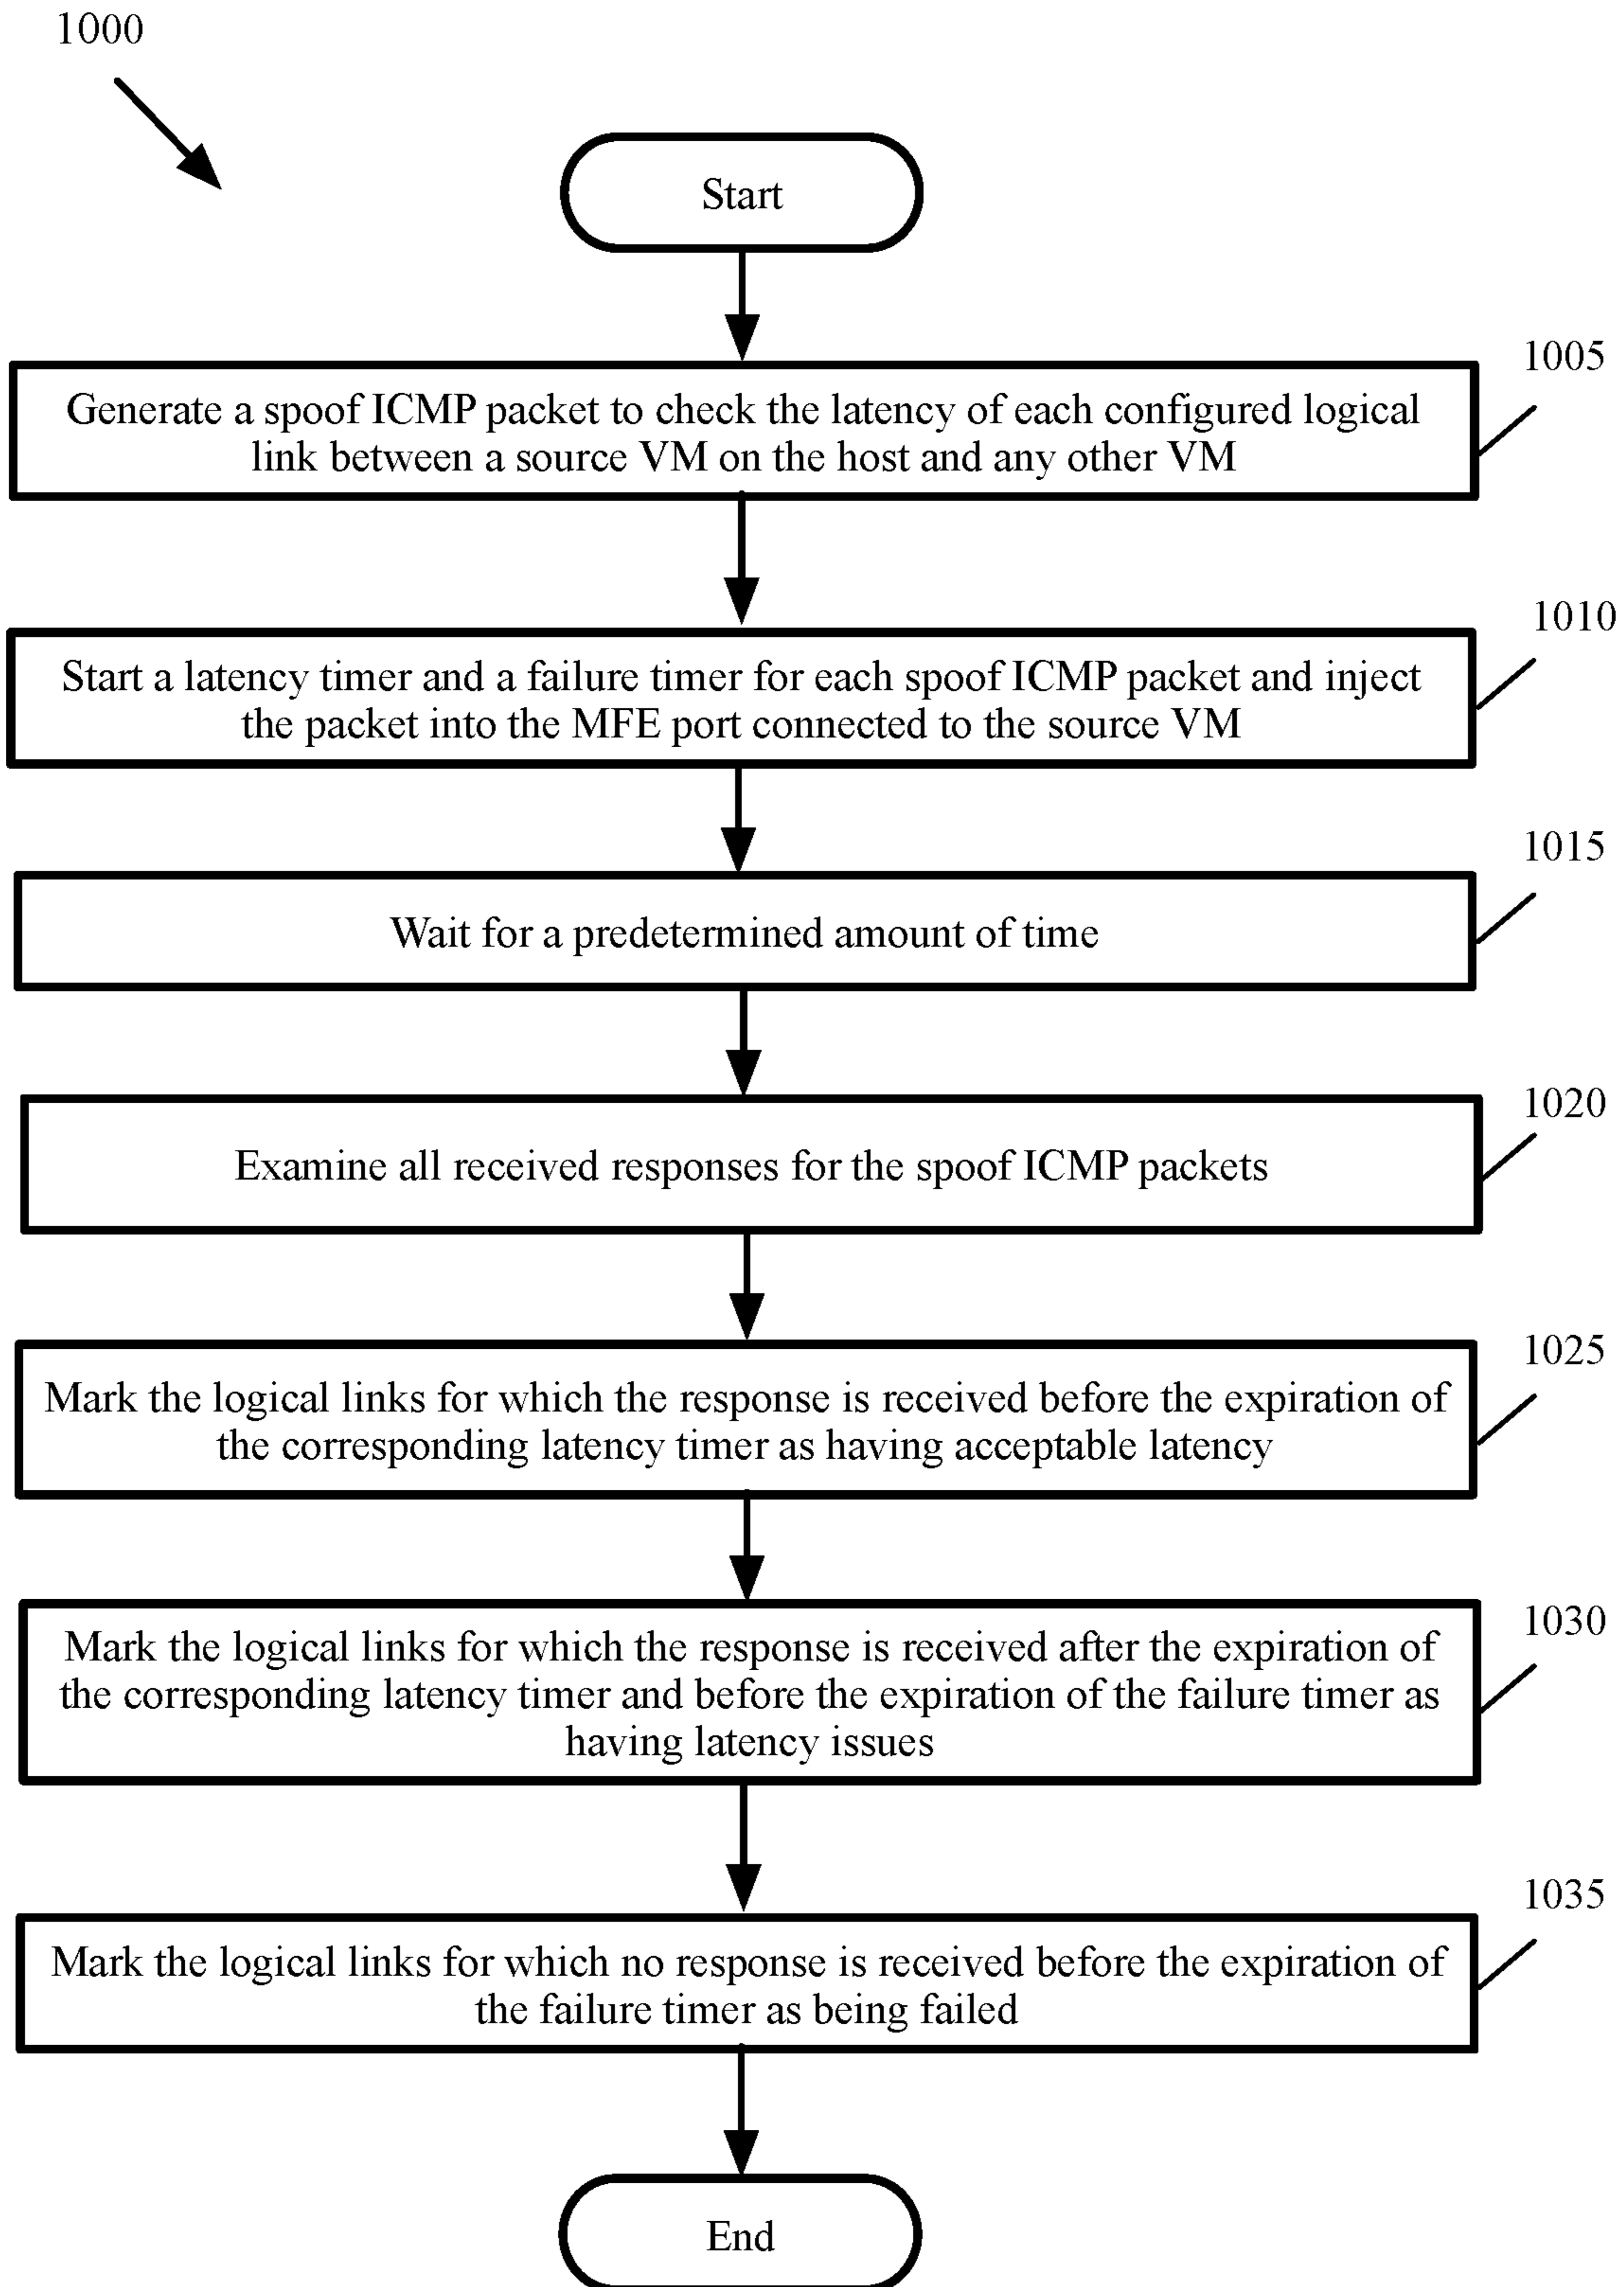 1000
Start
1005
Generate a spoof ICMP packet to check the latency of each configured logical
link between a source VM on the host and any other VM
1010
Start a latency timer and a failure timer for each spoof ICMP packet and inject
the packet into the MFE port connected to the source VM
1015
Wait for a predetermined amount of time
1020
Examine all received responses for the spoof ICMP packets
1025
Mark the logical links for which the response is received before the expiration of
the corresponding latency timer as having acceptable latency
1030
Mark the logical links for which the response is received after the expiration of
the corresponding latency timer and before the expiration of the failure timer as
having latency issues
1035
Mark the logical links for which no response is received before the expiration of
the failure timer as being failed
End